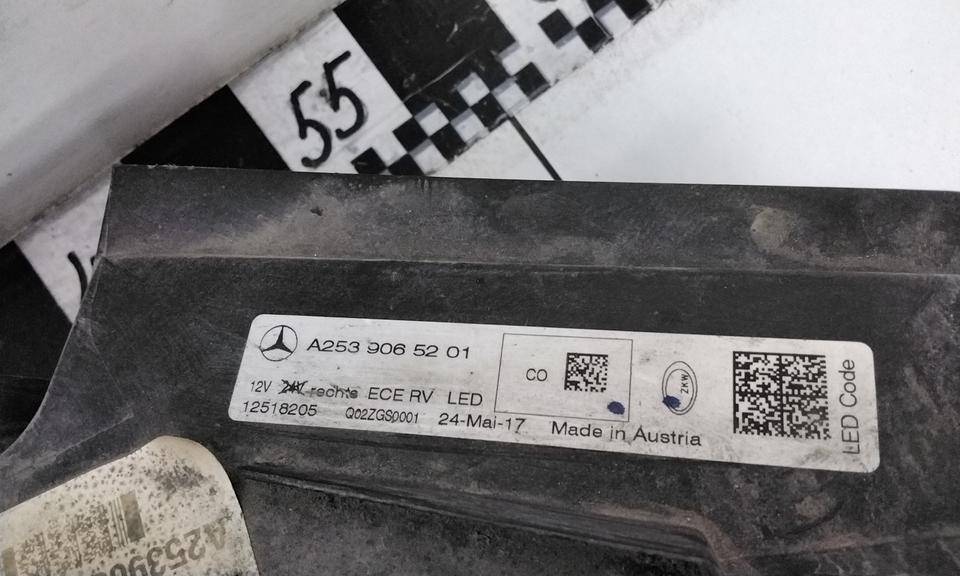 55
A253 906 52 01
CO
ZKW
12V 24V rechts ECE RV LED
12518205 Q02ZGS0001 24-Mai-17 Made in Austria
LED Code